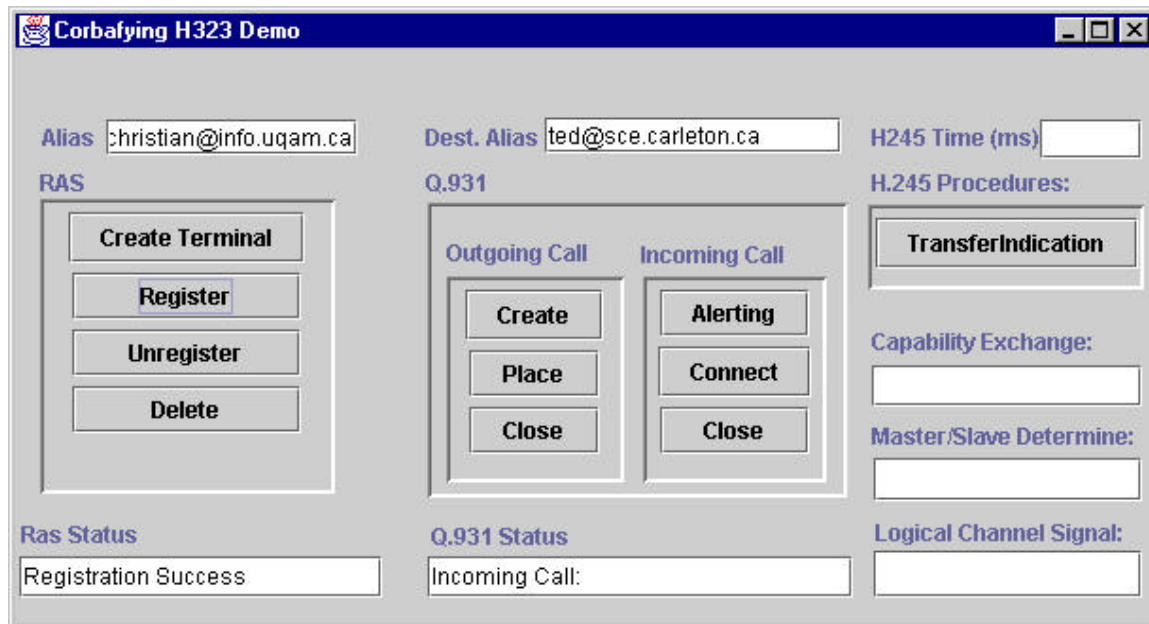 Corbafying H323 Demo
Alias christian@info.uqam.ca
Dest. Alias ted@sce.carleton.ca
H245 Time (ms)
RAS
Create Terminal
Register
Unregister
Delete
Q.931
Outgoing Call
Create
Place
Close
Incoming Call
Alerting
Connect
Close
H.245 Procedures:
TransferIndication
Capability Exchange:
Master/Slave Determine:
Logical Channel Signal:
Ras Status
Registration Success
Q.931 Status
Incoming Call: